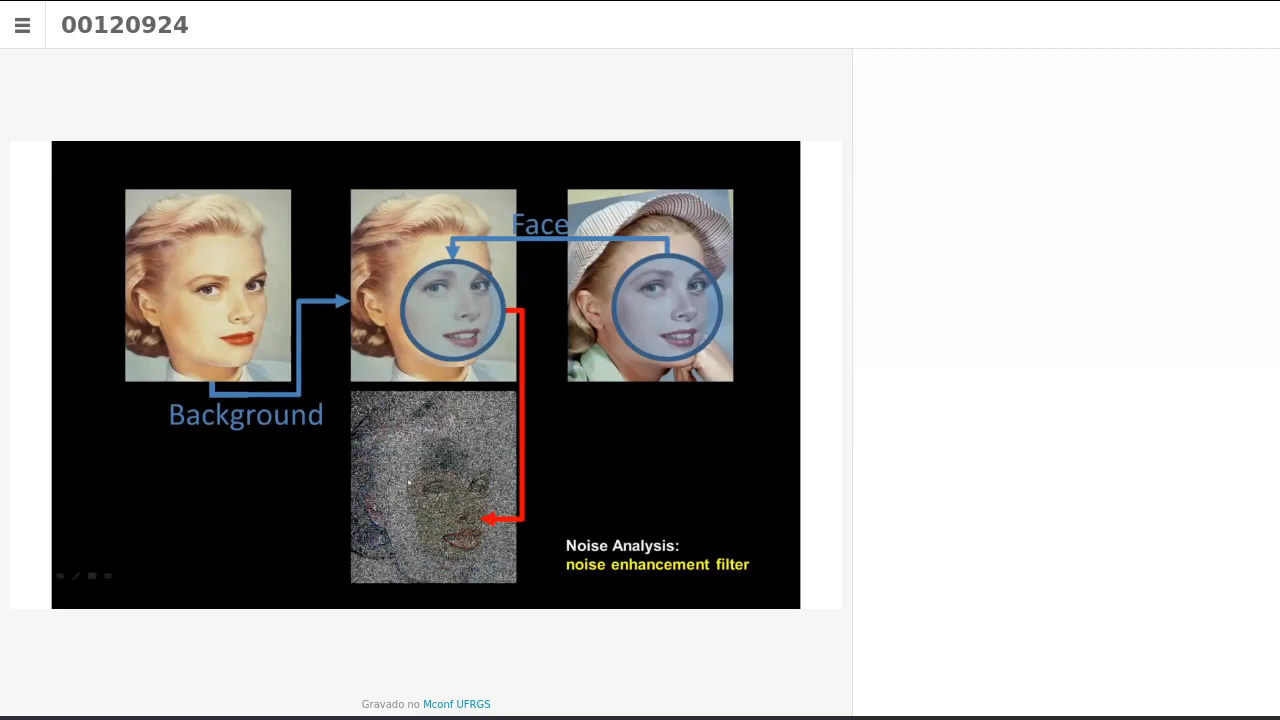 00120924
Face
Background
Noise Analysis:
noise enhancement filter
Gravado no Mconf UFRGS